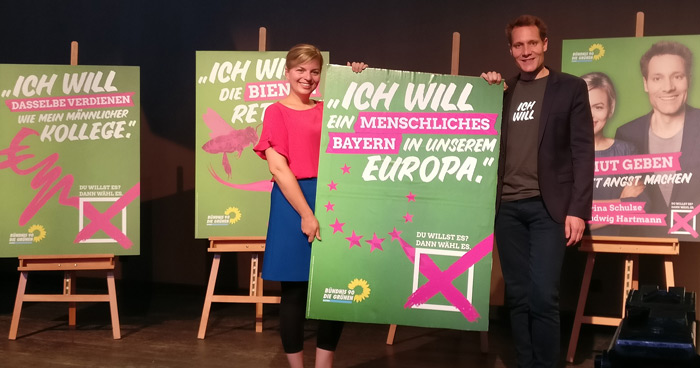 „ICH WILL
DASSELBE VERDIENEN
WIE MEIN MÄNNLICHER
KOLLEGE.“
DU WILLST ES?
DANN WÄHL ES.
BÜNDNIS 90
DIE GRÜNEN
„ICH WI
DIE BIEN
RET
BÜNDNIS 90
DIE GRÜNEN
„ICH WILL
EIN MENSCHLICHES
BAYERN IN UNSEREM
EUROPA.“
DU WILLST ES?
DANN WÄHL ES.
BÜNDNIS 90
DIE GRÜNEN
ICH
WILL
MUT GEBEN
T ANGST MACHEN
rina Schulze
udwig Hartmann